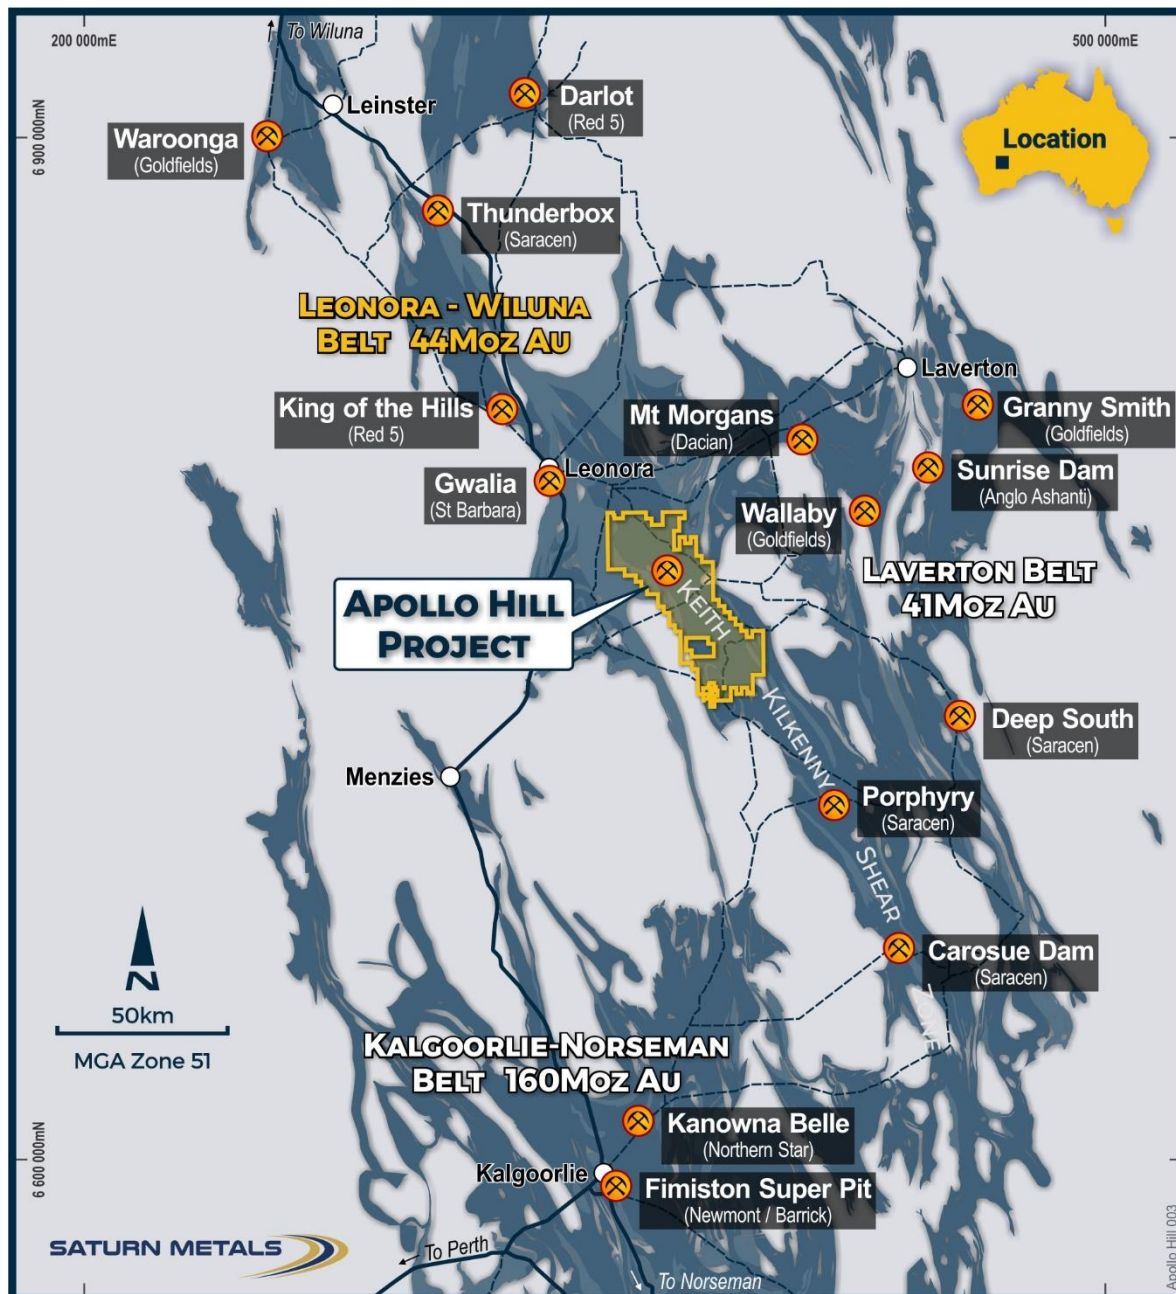 200 000mE
500 000mE
To Wiluna
Leinster
Darlot
(Red 5)
Waroonga
(Goldfields)
6 900 000mN
Location
Thunderbox
(Saracen)
LEONORA - WILUNA
BELT 44MOZ AU
Laverton
King of the Hills
(Red 5)
Mt Morgans
(Dacian)
Granny Smith
(Goldfields)
Leonora
Gwalia
(St Barbara)
Sunrise Dam
(Anglo Ashanti)
Wallaby
(Goldfields)
LAVERTON BELT
41MOZ AU
APOLLO HILL
PROJECT
KEITH
KILKENNY
SHEAR
ZONE
Deep South
(Saracen)
Menzies
Porphyry
(Saracen)
Carosue Dam
(Saracen)
N
50km
MGA Zone 51
KALGOORLIE-NORSEMAN
BELT 160MOZ AU
Kanowna Belle
(Northern Star)
6 600 000mN
Kalgoorlie
Fimiston Super Pit
(Newmont / Barrick)
SATURN METALS
To Perth
To Norseman
Apollo Hill 003